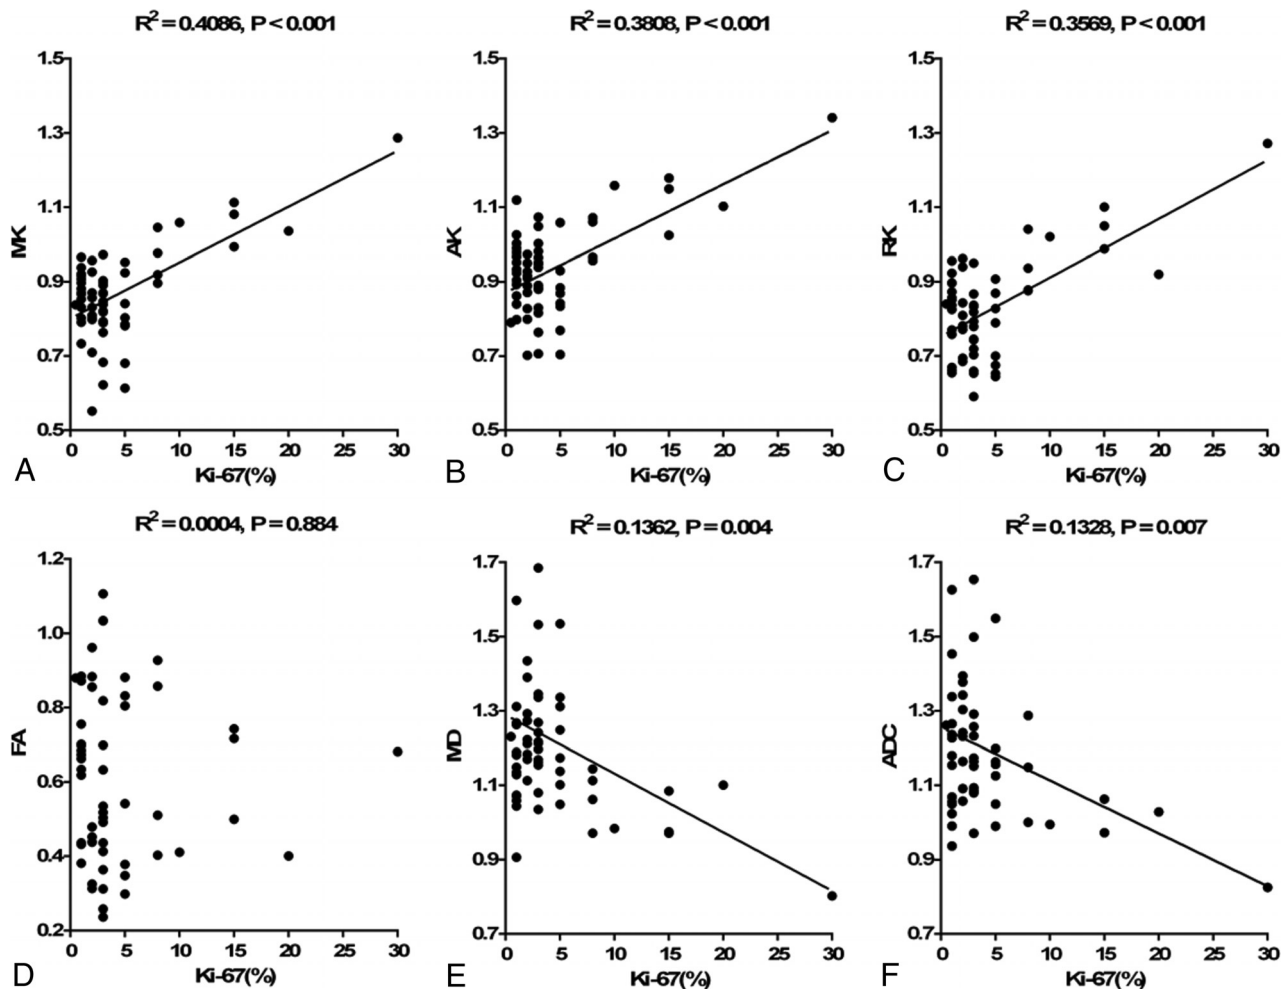 R² = 0.4086, P < 0.001
1.5
1.3
1.1
0.9
0.7
0.5
MK
0 5 10 15 20 25 30
Ki-67(%)
A
R² = 0.3808, P < 0.001
1.5
1.3
1.1
0.9
0.7
0.5
AK
0 5 10 15 20 25 30
Ki-67(%)
B
R² = 0.3569, P < 0.001
1.5
1.3
1.1
0.9
0.7
0.5
RK
0 5 10 15 20 25 30
Ki-67(%)
C
R² = 0.0004, P = 0.884
1.2
1.0
0.8
0.6
0.4
0.2
FA
0 5 10 15 20 25 30
Ki-67(%)
D
R² = 0.1362, P = 0.004
1.7
1.5
1.3
1.1
0.9
0.7
MD
0 5 10 15 20 25 30
Ki-67(%)
E
R² = 0.1328, P = 0.007
1.7
1.5
1.3
1.1
0.9
0.7
ADC
0 5 10 15 20 25 30
Ki-67(%)
F